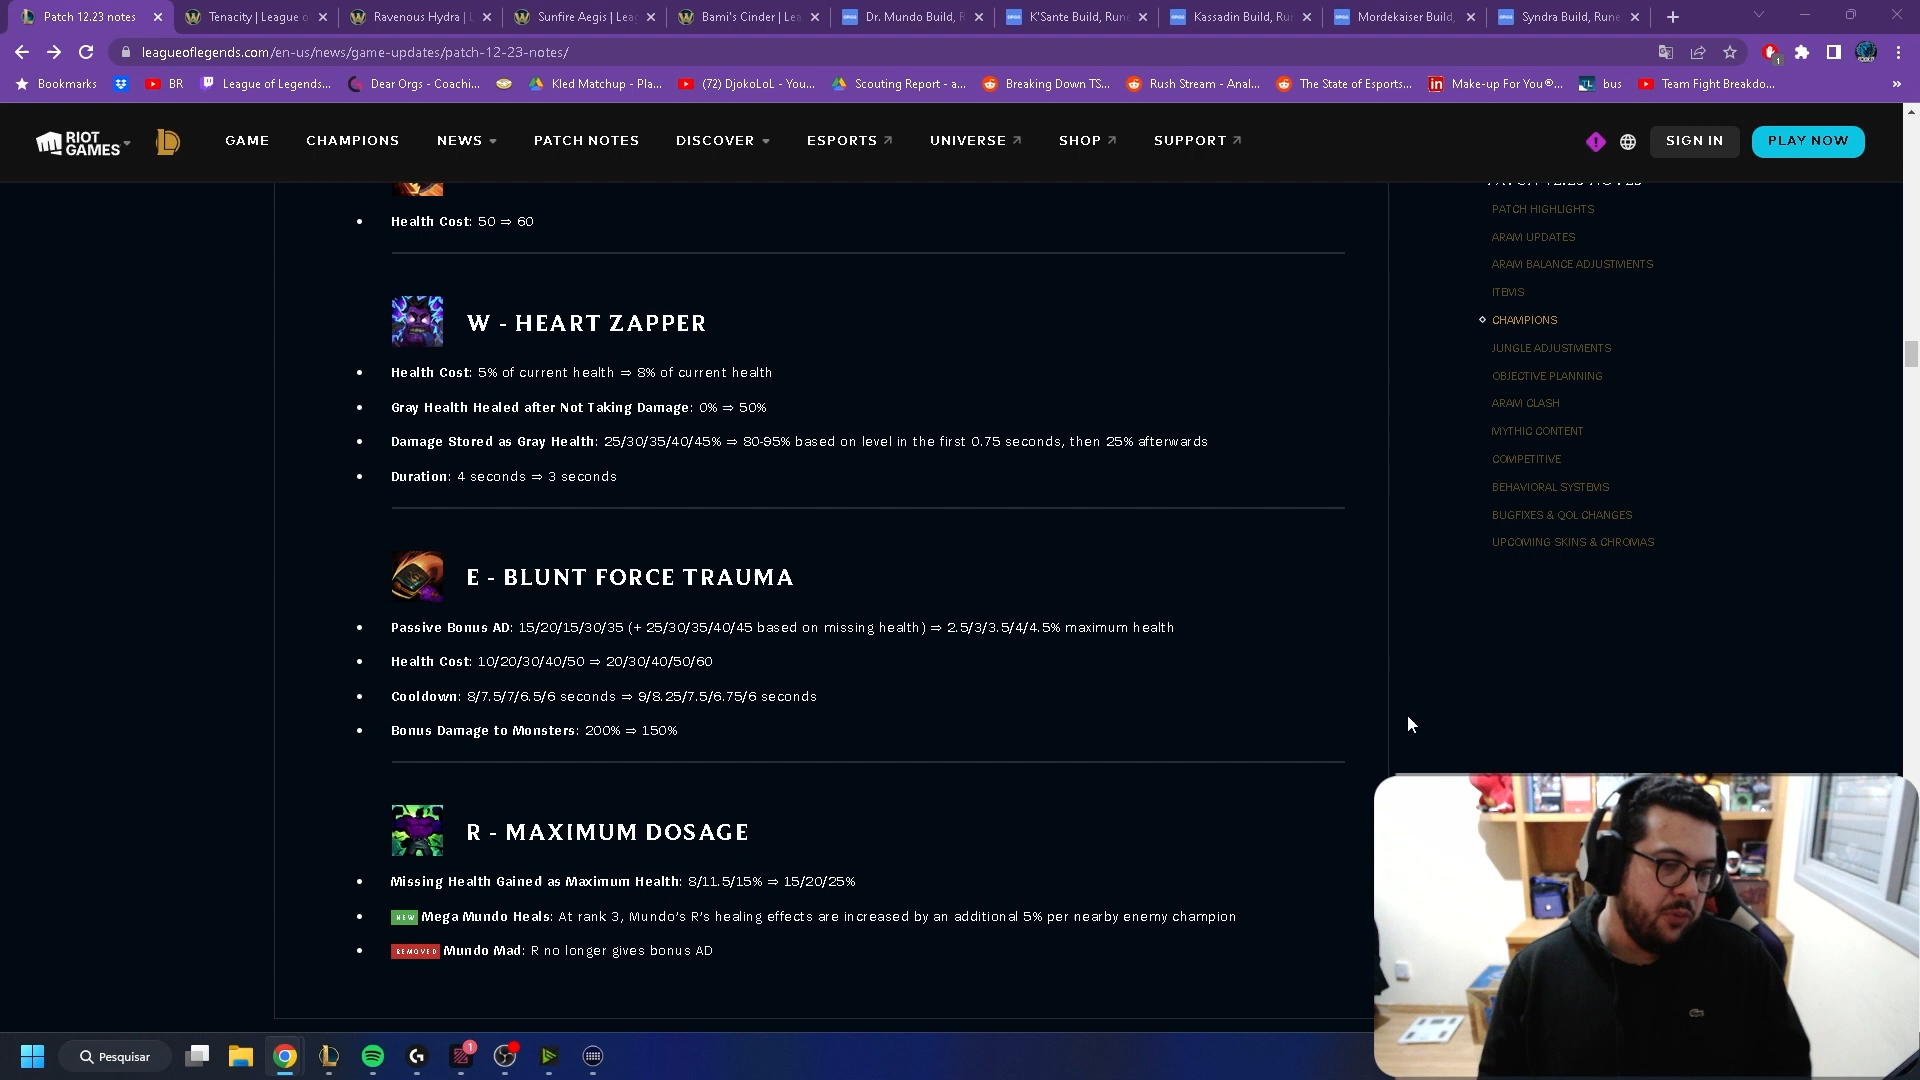 Patch 12.23 notes
Tenacity | League o
Ravenous Hydra | L
Sunfire Aegis | Leag
Bami's Cinder | Lea
Dr. Mundo Build, R
K'Sante Build, Rune
Kassadin Build, Ru
Mordekaiser Build,
Syndra Build, Rune
leagueoflegends.com/en-us/news/game-updates/patch-12-23-notes/
1
Bookmarks
BR
League of Legends...
Dear Orgs - Coachi...
Kled Matchup - Pla...
(72) DjokoLoL - You...
Scouting Report - a...
Breaking Down TS...
Rush Stream - Anal...
The State of Esports...
Make-up For You®...
bus
Team Fight Breakdo...
»
RIOT GAMES
GAME
CHAMPIONS
NEWS
PATCH NOTES
DISCOVER
ESPORTS
UNIVERSE
SHOP
SUPPORT
SIGN IN
PLAY NOW
PATCH 12.23 NOTES
PATCH HIGHLIGHTS
ARAM UPDATES
ARAM BALANCE ADJUSTMENTS
ITEMS
CHAMPIONS
JUNGLE ADJUSTMENTS
OBJECTIVE PLANNING
ARAM CLASH
MYTHIC CONTENT
COMPETITIVE
BEHAVIORAL SYSTEMS
BUGFIXES & QOL CHANGES
UPCOMING SKINS & CHROMAS
• Health Cost: 50 ⇒ 60
W - HEART ZAPPER
• Health Cost: 5% of current health ⇒ 8% of current health
• Gray Health Healed after Not Taking Damage: 0% ⇒ 50%
• Damage Stored as Gray Health: 25/30/35/40/45% ⇒ 80-95% based on level in the first 0.75 seconds, then 25% afterwards
• Duration: 4 seconds ⇒ 3 seconds
E - BLUNT FORCE TRAUMA
• Passive Bonus AD: 15/20/15/30/35 (+ 25/30/35/40/45 based on missing health) ⇒ 2.5/3/3.5/4/4.5% maximum health
• Health Cost: 10/20/30/40/50 ⇒ 20/30/40/50/60
• Cooldown: 8/7.5/7/6.5/6 seconds ⇒ 9/8.25/7.5/6.75/6 seconds
• Bonus Damage to Monsters: 200% ⇒ 150%
R - MAXIMUM DOSAGE
• Missing Health Gained as Maximum Health: 8/11.5/15% ⇒ 15/20/25%
• NEW Mega Mundo Heals: At rank 3, Mundo's R's healing effects are increased by an additional 5% per nearby enemy champion
• REMOVED Mundo Mad: R no longer gives bonus AD
Pesquisar
1